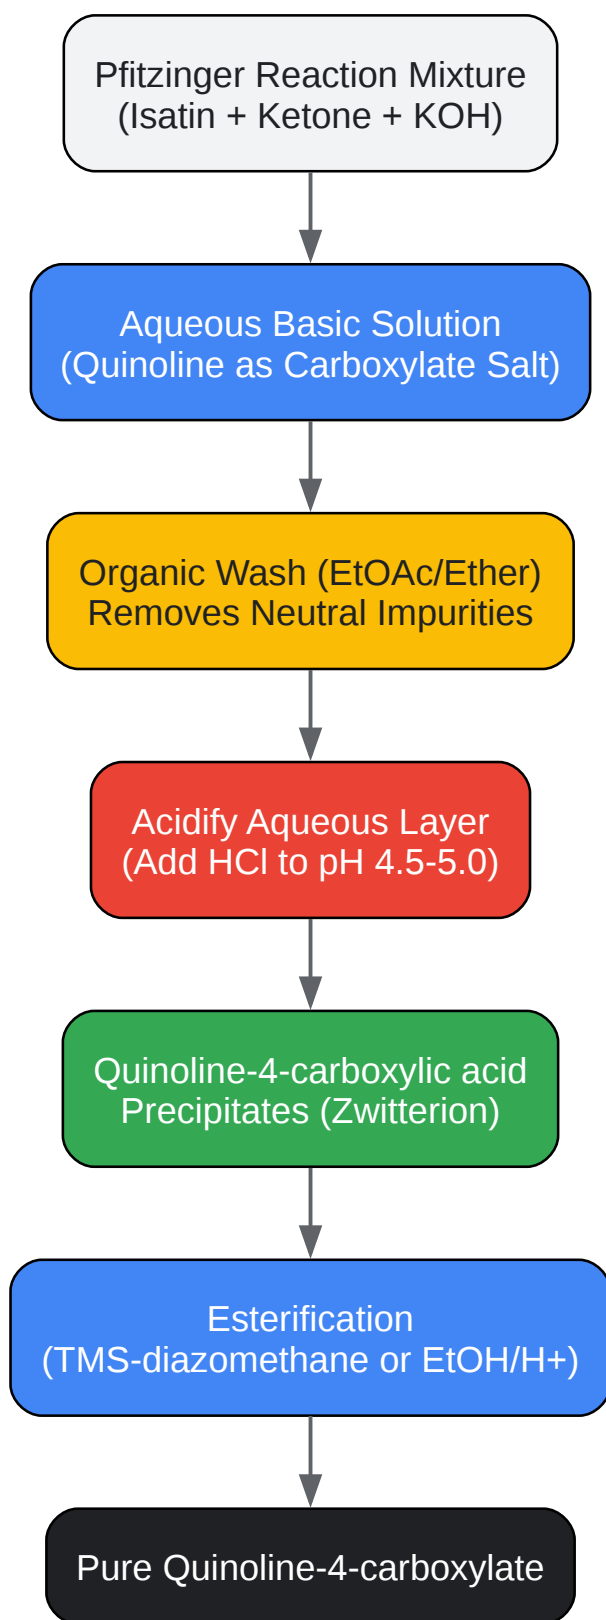 Pfitzinger Reaction Mixture
(Isatin + Ketone + KOH)
Aqueous Basic Solution
(Quinoline as Carboxylate Salt)
Organic Wash (EtOAc/Ether)
Removes Neutral Impurities
Acidify Aqueous Layer
(Add HCl to pH 4.5-5.0)
Quinoline-4-carboxylic acid
Precipitates (Zwitterion)
Esterification
(TMS-diazomethane or EtOH/H+)
Pure Quinoline-4-carboxylate